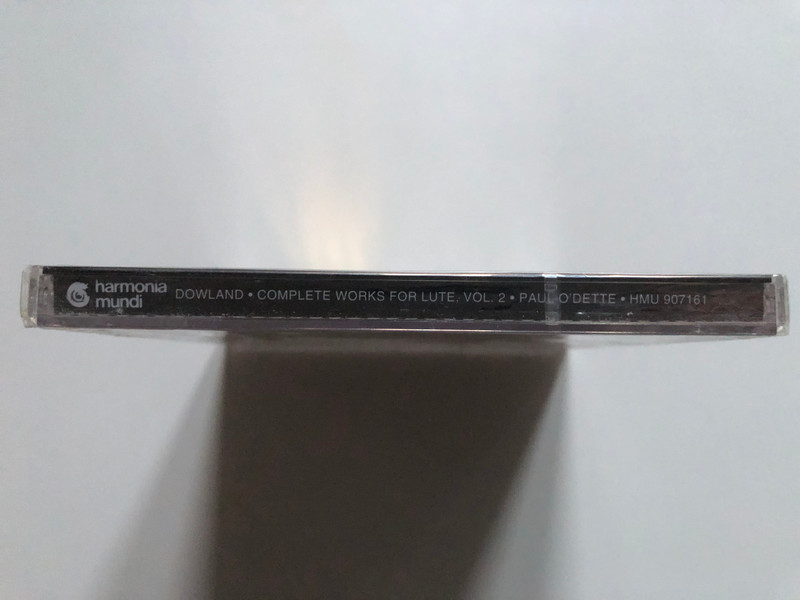 harmonia
mundi
DOWLAND • COMPLETE WORKS FOR LUTE, VOL. 2 • PAUL O'DETTE • HMU 907161